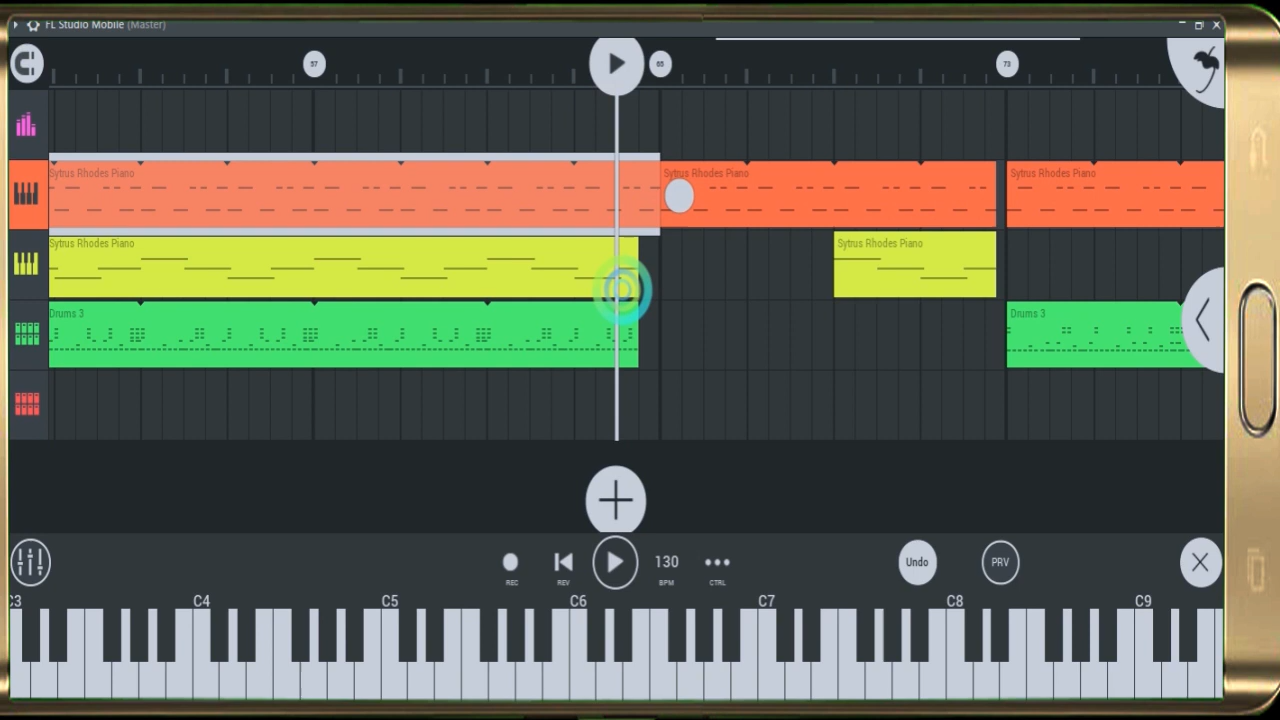 FL Studio Mobile (Master)
57
65
73
Sytrus Rhodes Piano
Sytrus Rhodes Piano
Sytrus Rhodes Piano
Sytrus Rhodes Piano
Sytrus Rhodes Piano
Drums 3
Drums 3
130
Undo
PRV
REC
REV
BPM
CTRL
C3
C4
C5
C6
C7
C8
C9